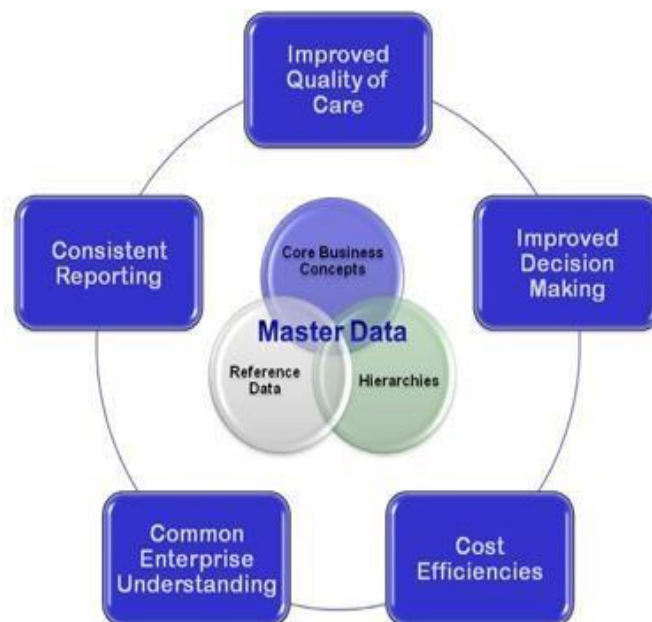 Improved
Quality of
Care
Consistent
Reporting
Core Business
Concepts
Improved
Decision
Making
Master Data
Reference
Data
Hierarchies
Common
Enterprise
Understanding
Cost
Efficiencies